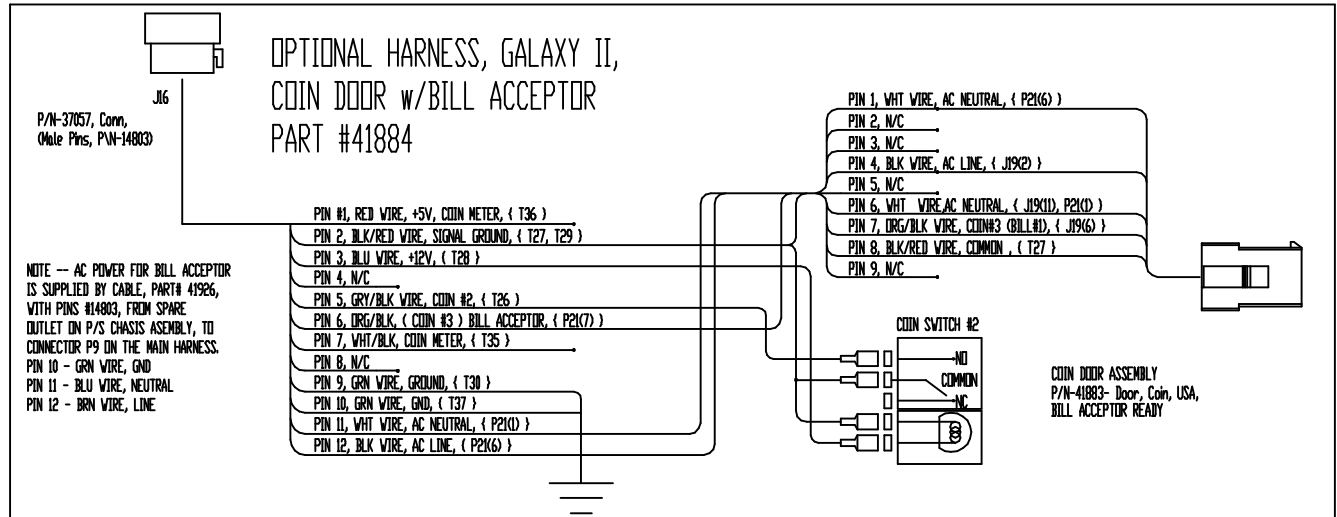 OPTIONAL HARNESS, GALAXY II,
COIN DOOR w/BILL ACCEPTOR
PART #41884
J16
P/N-37057, Conn,
(Male Pins, P\N-14803)
NOTE -- AC POWER FOR BILL ACCEPTOR
IS SUPPLIED BY CABLE, PART# 41926,
WITH PINS #14803, FROM SPARE
OUTLET ON P/S CHASIS ASEMBLY, TO
CONNECTOR P9 ON THE MAIN HARNESS.
PIN 10 - GRN WIRE, GND
PIN 11 - BLU WIRE, NEUTRAL
PIN 12 - BRN WIRE, LINE
PIN #1, RED WIRE, +5V, COIN METER, { T36 }
PIN 2, BLK/RED WIRE, SIGNAL GROUND, { T27, T29 }
PIN 3, BLU WIRE, +12V, { T28 }
PIN 4, N/C
PIN 5, GRY/BLK WIRE, COIN #2, { T26 }
PIN 6, ORG/BLK, ( COIN #3 ) BILL ACCEPTOR, { P21(7) }
PIN 7, WHT/BLK, COIN METER, { T35 }
PIN 8, N/C
PIN 9, GRN WIRE, GROUND, { T30 }
PIN 10, GRN WIRE, GND, { T37 }
PIN 11, WHT WIRE, AC NEUTRAL, { P21(1) }
PIN 12, BLK WIRE, AC LINE, { P21(6) }
PIN 1, WHT WIRE, AC NEUTRAL, { P21(6) }
PIN 2, N/C
PIN 3, N/C
PIN 4, BLK WIRE, AC LINE, { J19(2) }
PIN 5, N/C
PIN 6, WHT WIRE,AC NEUTRAL, { J19(11), P21(1) }
PIN 7, ORG/BLK WIRE, COIN#3 (BILL#1), { J19(6) }
PIN 8, BLK/RED WIRE, COMMON , { T27 }
PIN 9, N/C
COIN SWITCH #2
NO
COMMON
NC
COIN DOOR ASSEMBLY
P/N-41883- Door, Coin, USA,
BILL ACCEPTOR READY